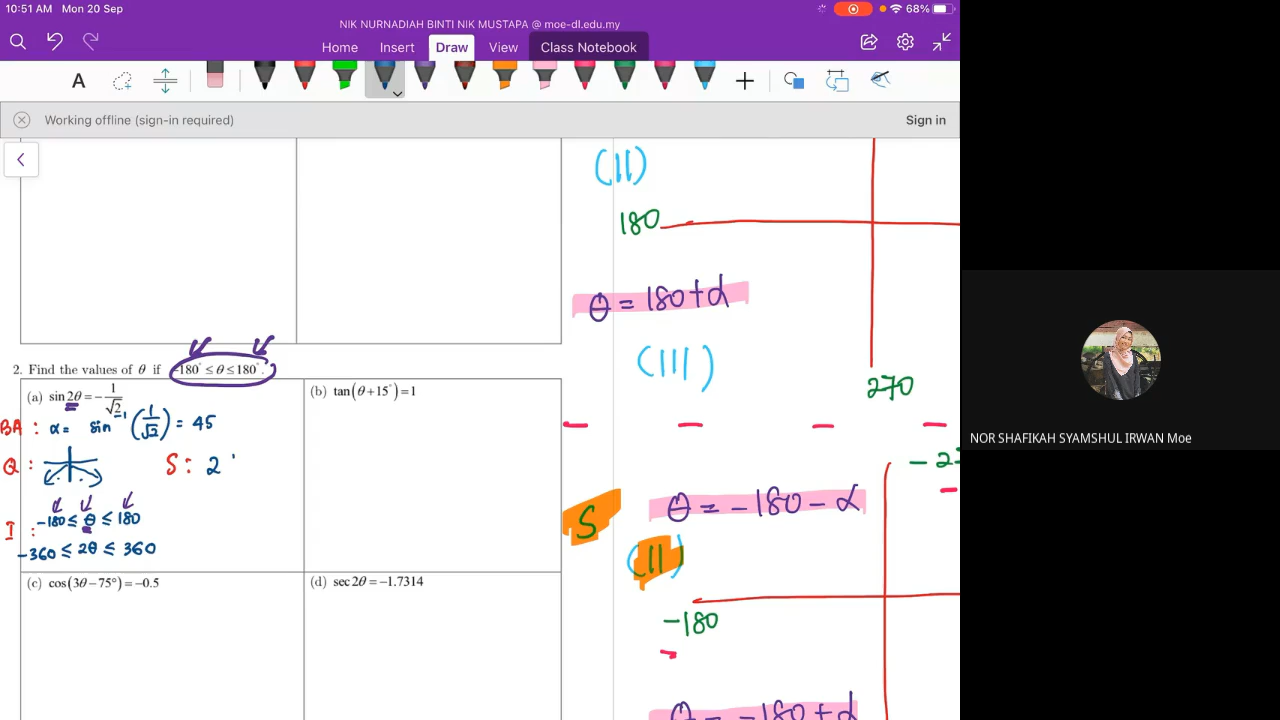 10:51 AM Mon 20 Sep
68%
NIK NURNADIAH BINTI NIK MUSTAPA @ moe-dl.edu.my
Home Insert Draw View Class Notebook
A
Working offline (sign-in required)
Sign in
(II)
180
θ = 180+α
(III)
270
2. Find the values of θ if -180° ≤ θ ≤ 180°.
(a) sin 2θ = -1/√2
BA : α = sin⁻¹ (1/√2) = 45
Q :
S : 2
I : -180 ≤ θ ≤ 180
-360 ≤ 2θ ≤ 360
(b) tan(θ+15°) = 1
(c) cos(3θ-75°) = -0.5
(d) sec 2θ = -1.7314
θ = -180 - α
S
(II)
-180
θ = -180 + α
NOR SHAFIKAH SYAMSHUL IRWAN Moe